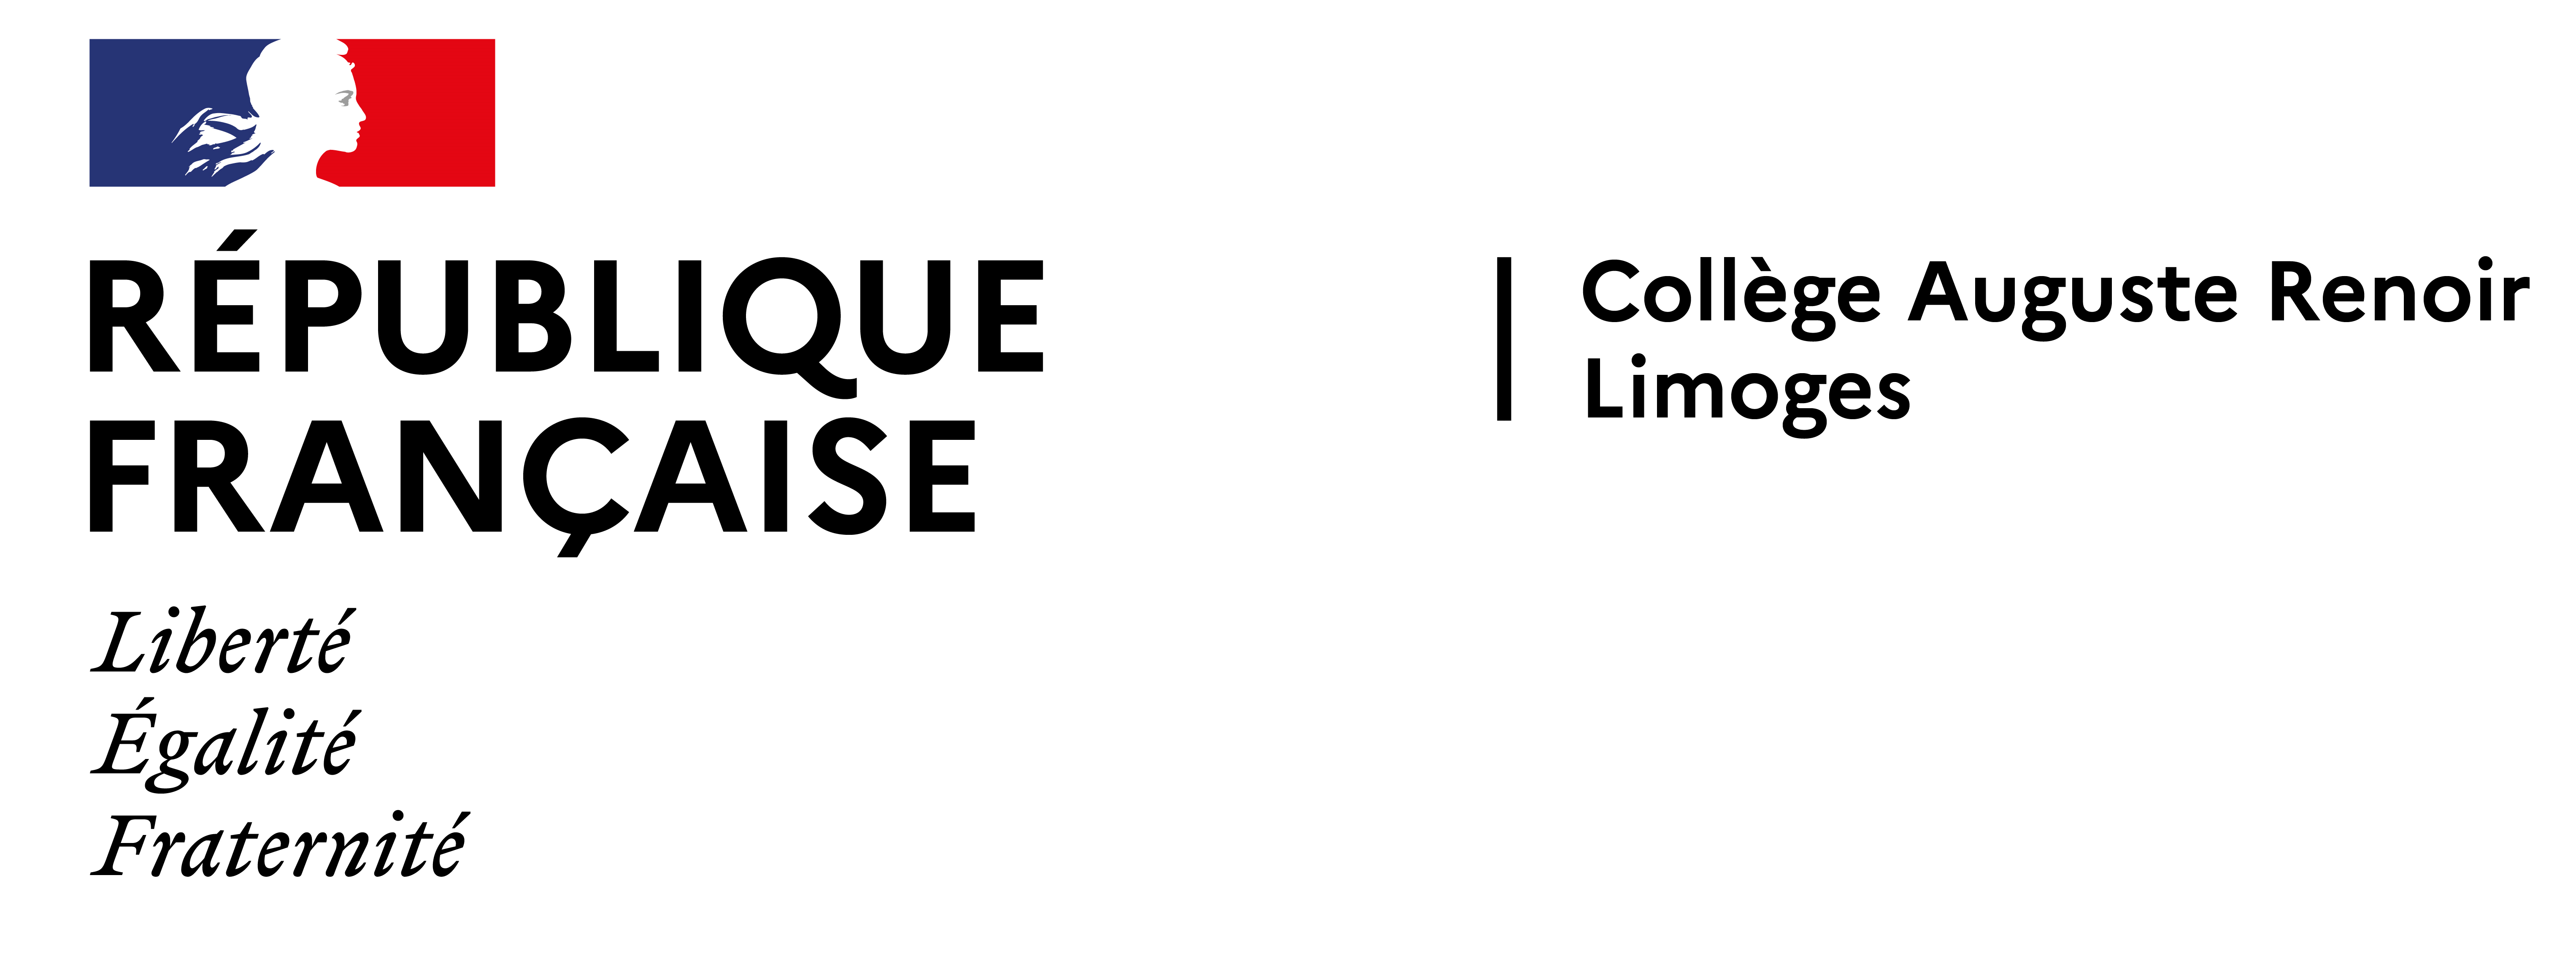 RÉPUBLIQUE
FRANÇAISE
Liberté
Égalité
Fraternité
Collège Auguste Renoir
Limoges